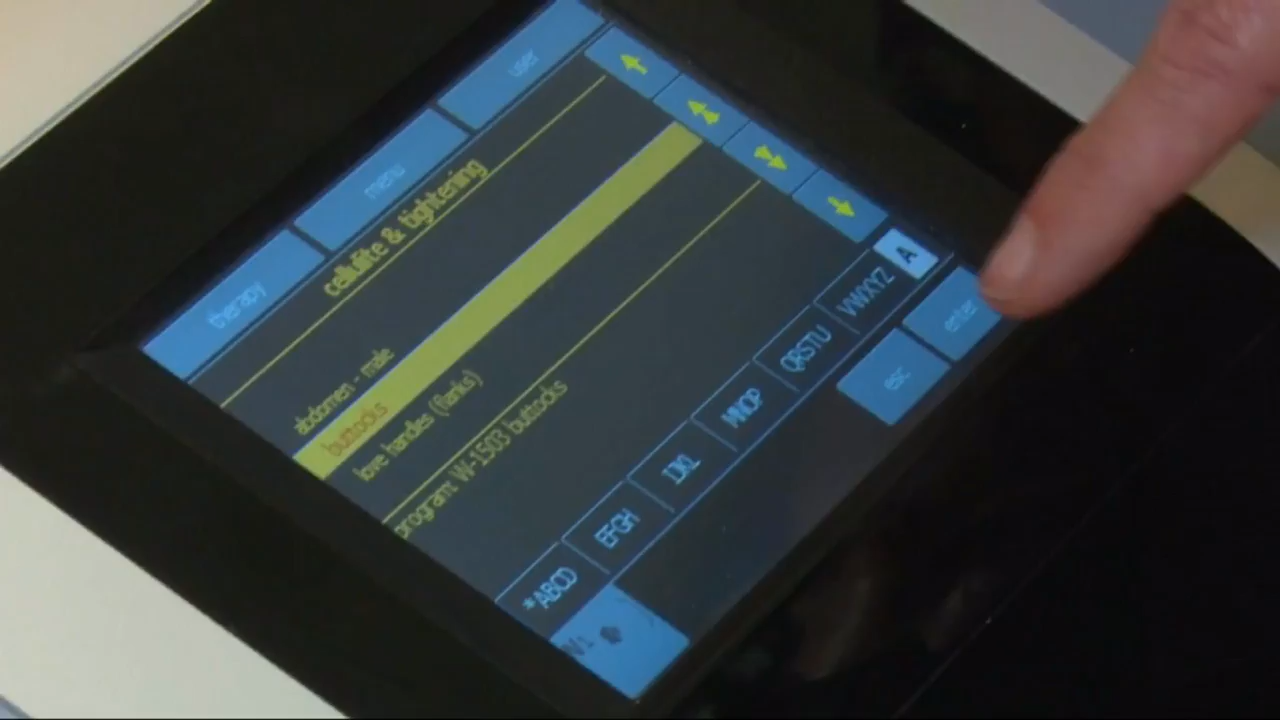 therapy menu user
cellulite & tightening
abdomen - male
buttocks
love handles (flanks)
program: W-1503 buttocks
*ABCD EFGH IJKL MNOP QRSTU VWXYZ A
enter
esc